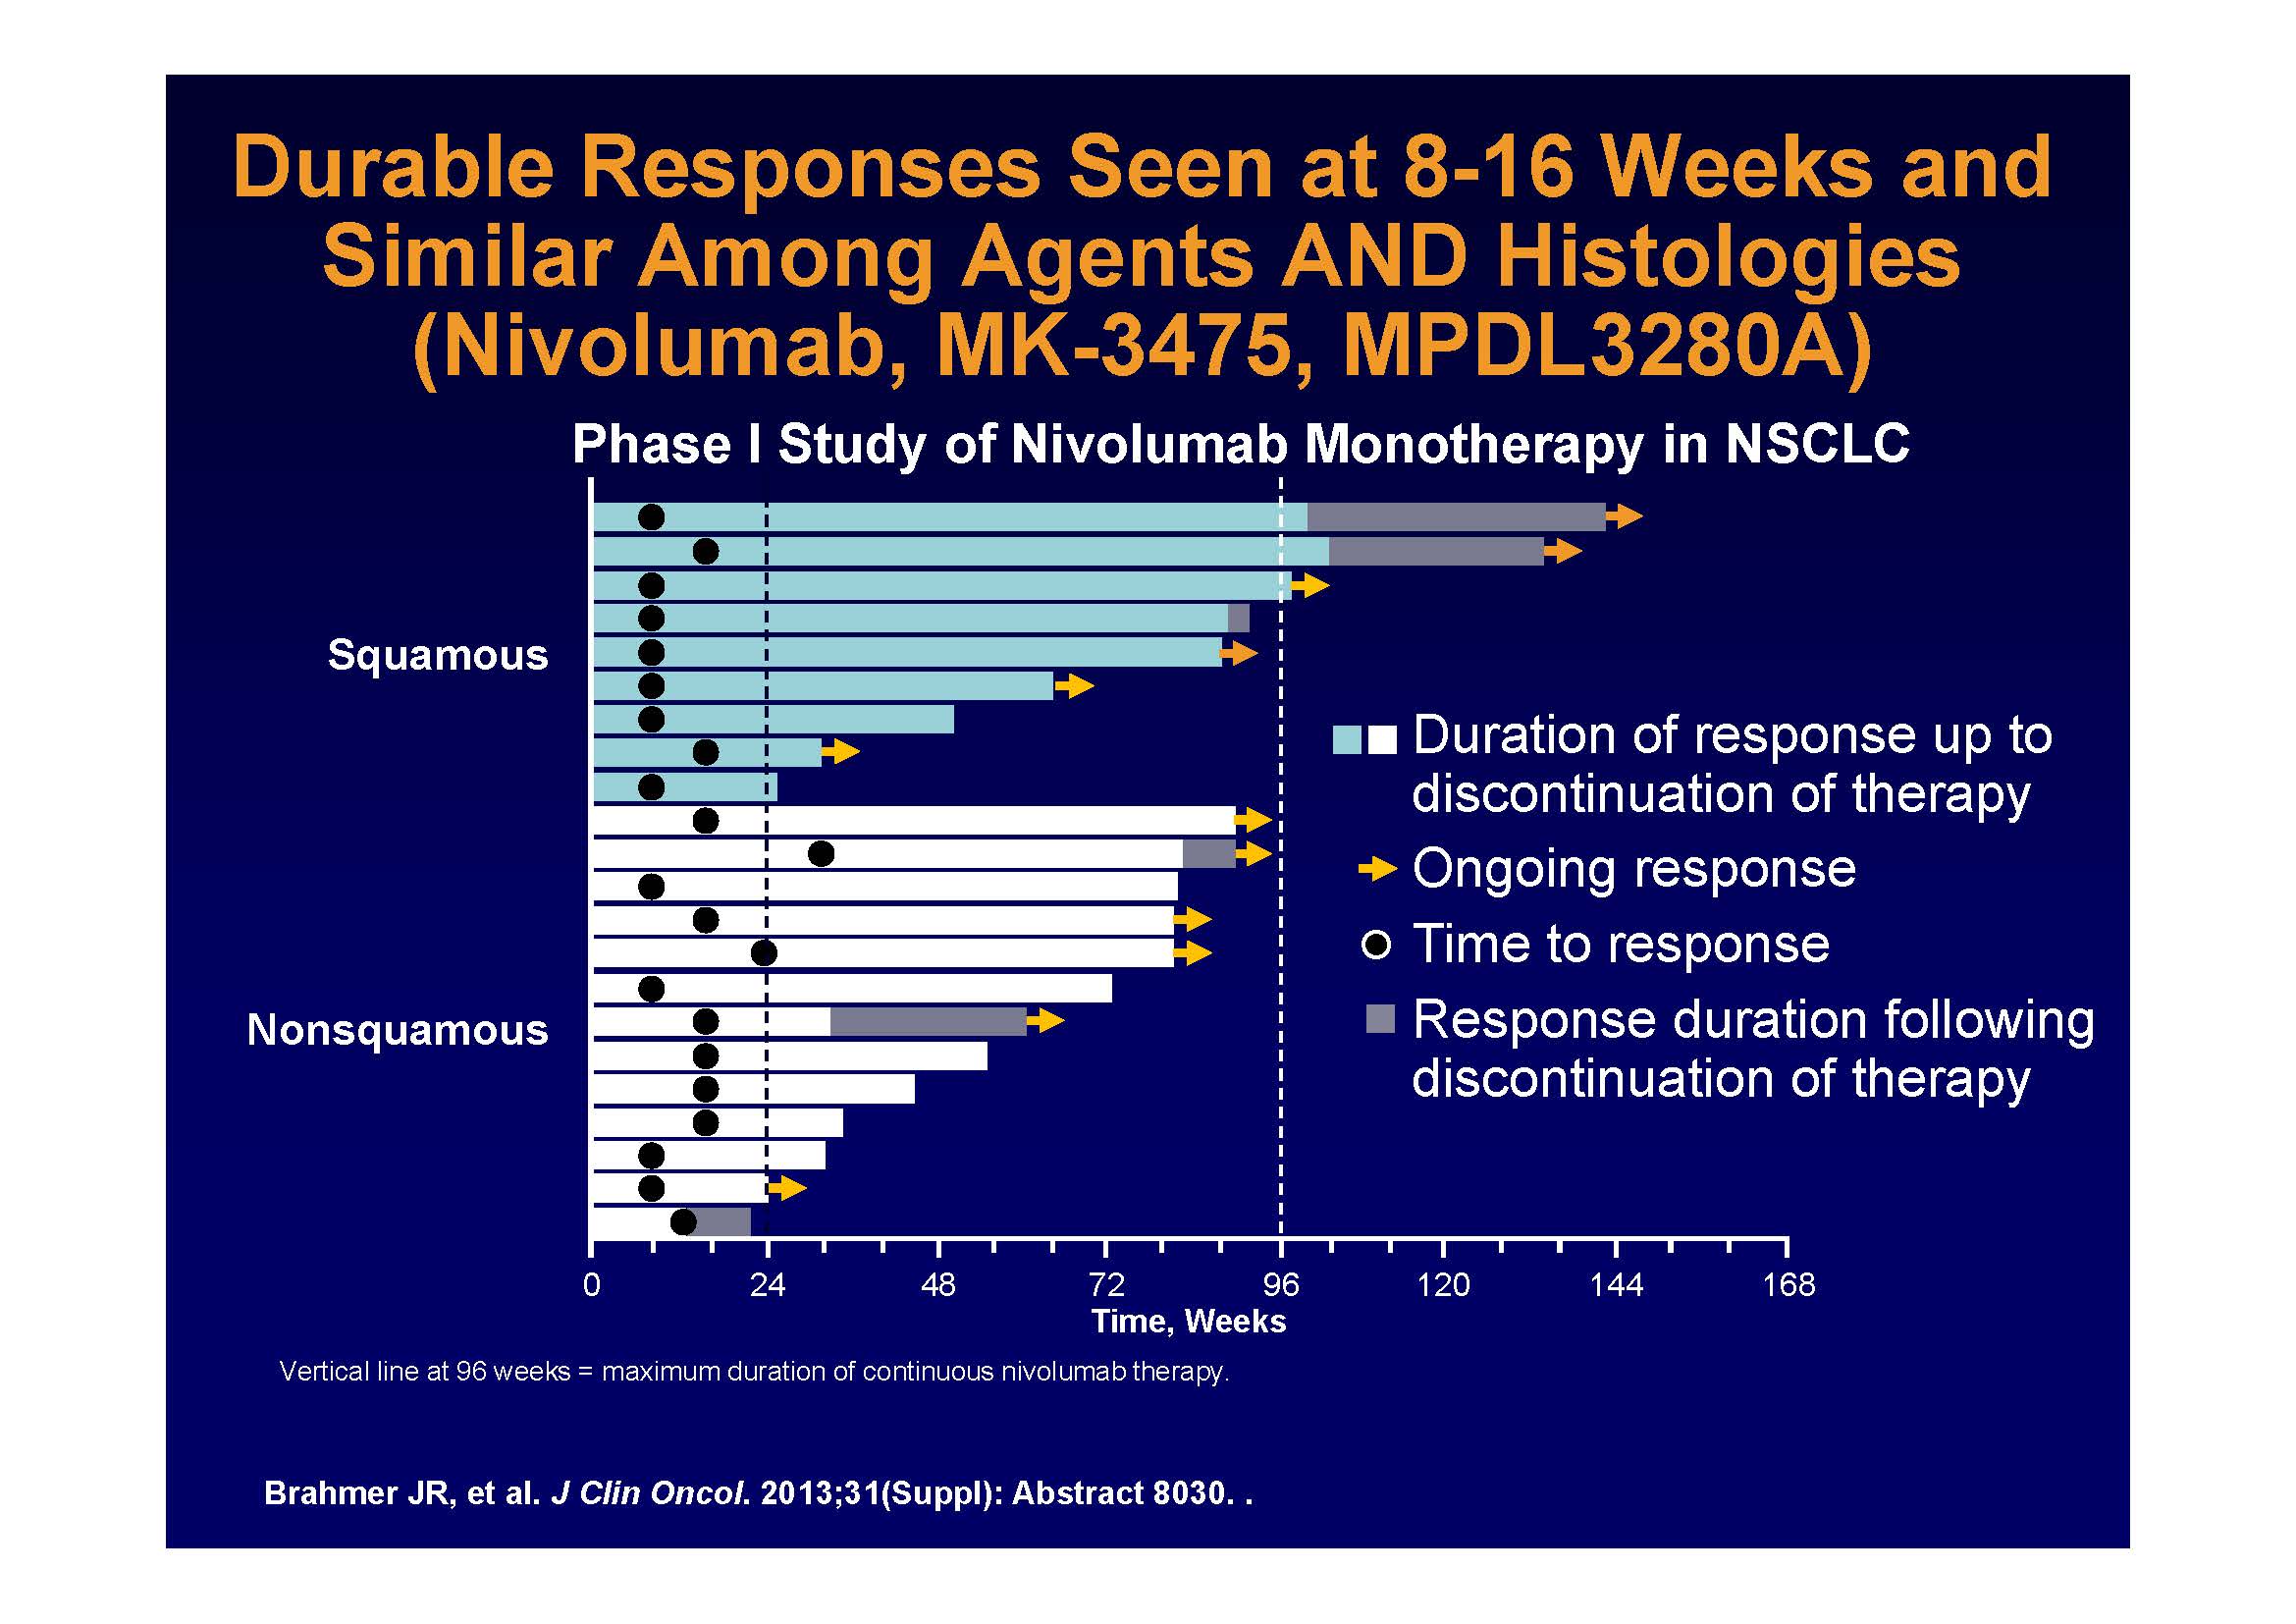 Durable Responses Seen at 8-16 Weeks and
Similar Among Agents AND Histologies
(Nivolumab, MK-3475, MPDL3280A)
Phase I Study of Nivolumab Monotherapy in NSCLC
Squamous
Nonsquamous
Duration of response up to
discontinuation of therapy
Ongoing response
Time to response
Response duration following
discontinuation of therapy
0 24 48 72 96 120 144 168
Time, Weeks
Vertical line at 96 weeks = maximum duration of continuous nivolumab therapy.
Brahmer JR, et al. J Clin Oncol. 2013;31(Suppl): Abstract 8030. .